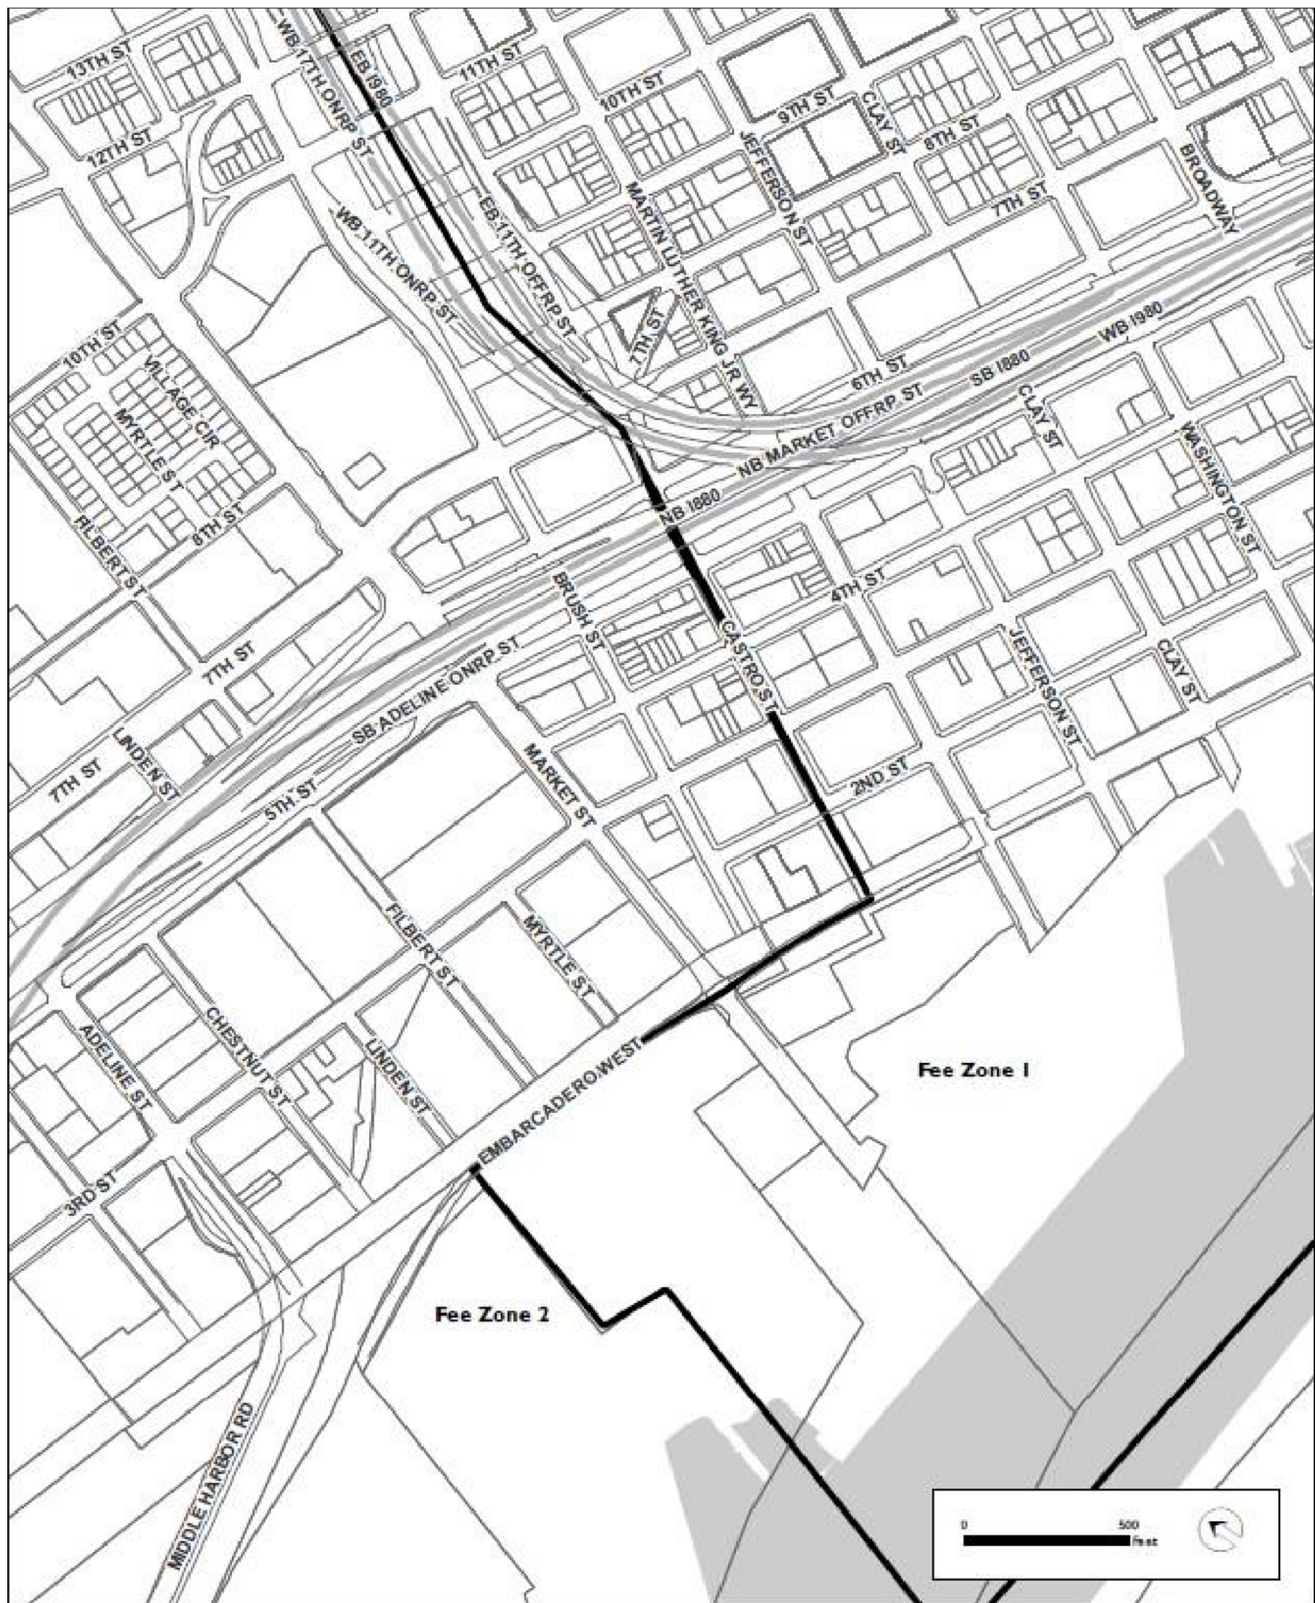 13TH ST
WB 17TH ONRP ST
EB I980
11TH ST
10TH ST
9TH ST
CLAY ST
8TH ST
12TH ST
JEFFERSON ST
BROADWAY
7TH ST
MARTIN LUTHER KING JR WY
EB 11TH OFFRP ST
WB 11TH ONRP ST
7TH ST
10TH ST
VILLAGE CIR
MYRTLE ST
6TH ST
SB I880
WB I980
NB MARKET OFFRP ST
CLAY ST
WASHINGTON ST
FILBERT ST
8TH ST
NB I880
BRUSH ST
4TH ST
CASTRO ST
JEFFERSON ST
CLAY ST
7TH ST
SB ADELINE ONRP ST
LINDEN ST
7TH ST
5TH ST
MARKET ST
2ND ST
FILBERT ST
MYRTLE ST
ADELINE ST
CHESTNUT ST
LINDEN ST
EMBARCADERO WEST
Fee Zone 1
3RD ST
Fee Zone 2
MIDDLE HARBOR RD
0 500
Feet